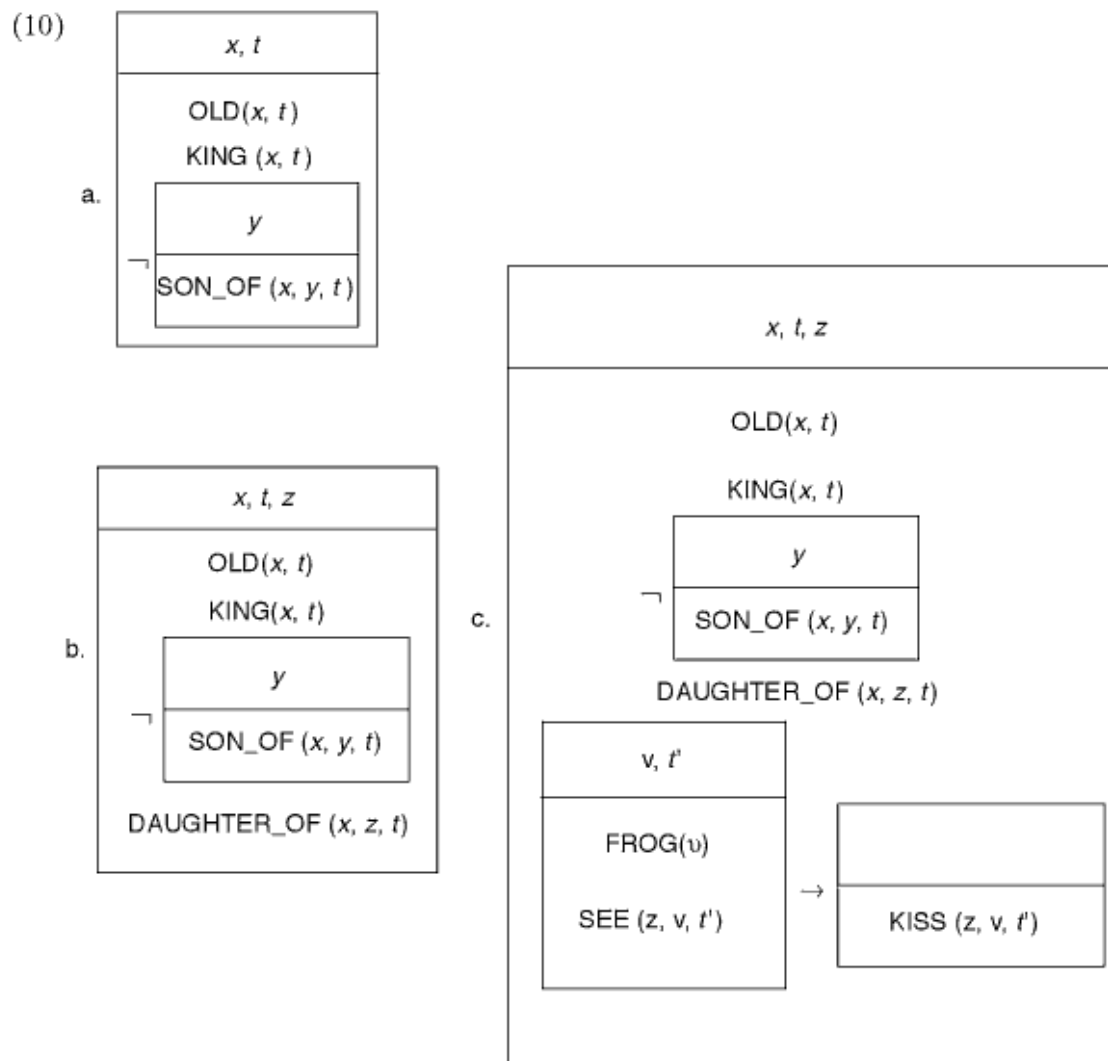 (10)
a.
x, t
OLD(x, t)
KING (x, t)
¬
y
SON_OF (x, y, t)
b.
x, t, z
OLD(x, t)
KING(x, t)
¬
y
SON_OF (x, y, t)
DAUGHTER_OF (x, z, t)
c.
x, t, z
OLD(x, t)
KING(x, t)
¬
y
SON_OF (x, y, t)
DAUGHTER_OF (x, z, t)
v, t'
FROG(υ)
SEE (z, v, t')
→
KISS (z, v, t')